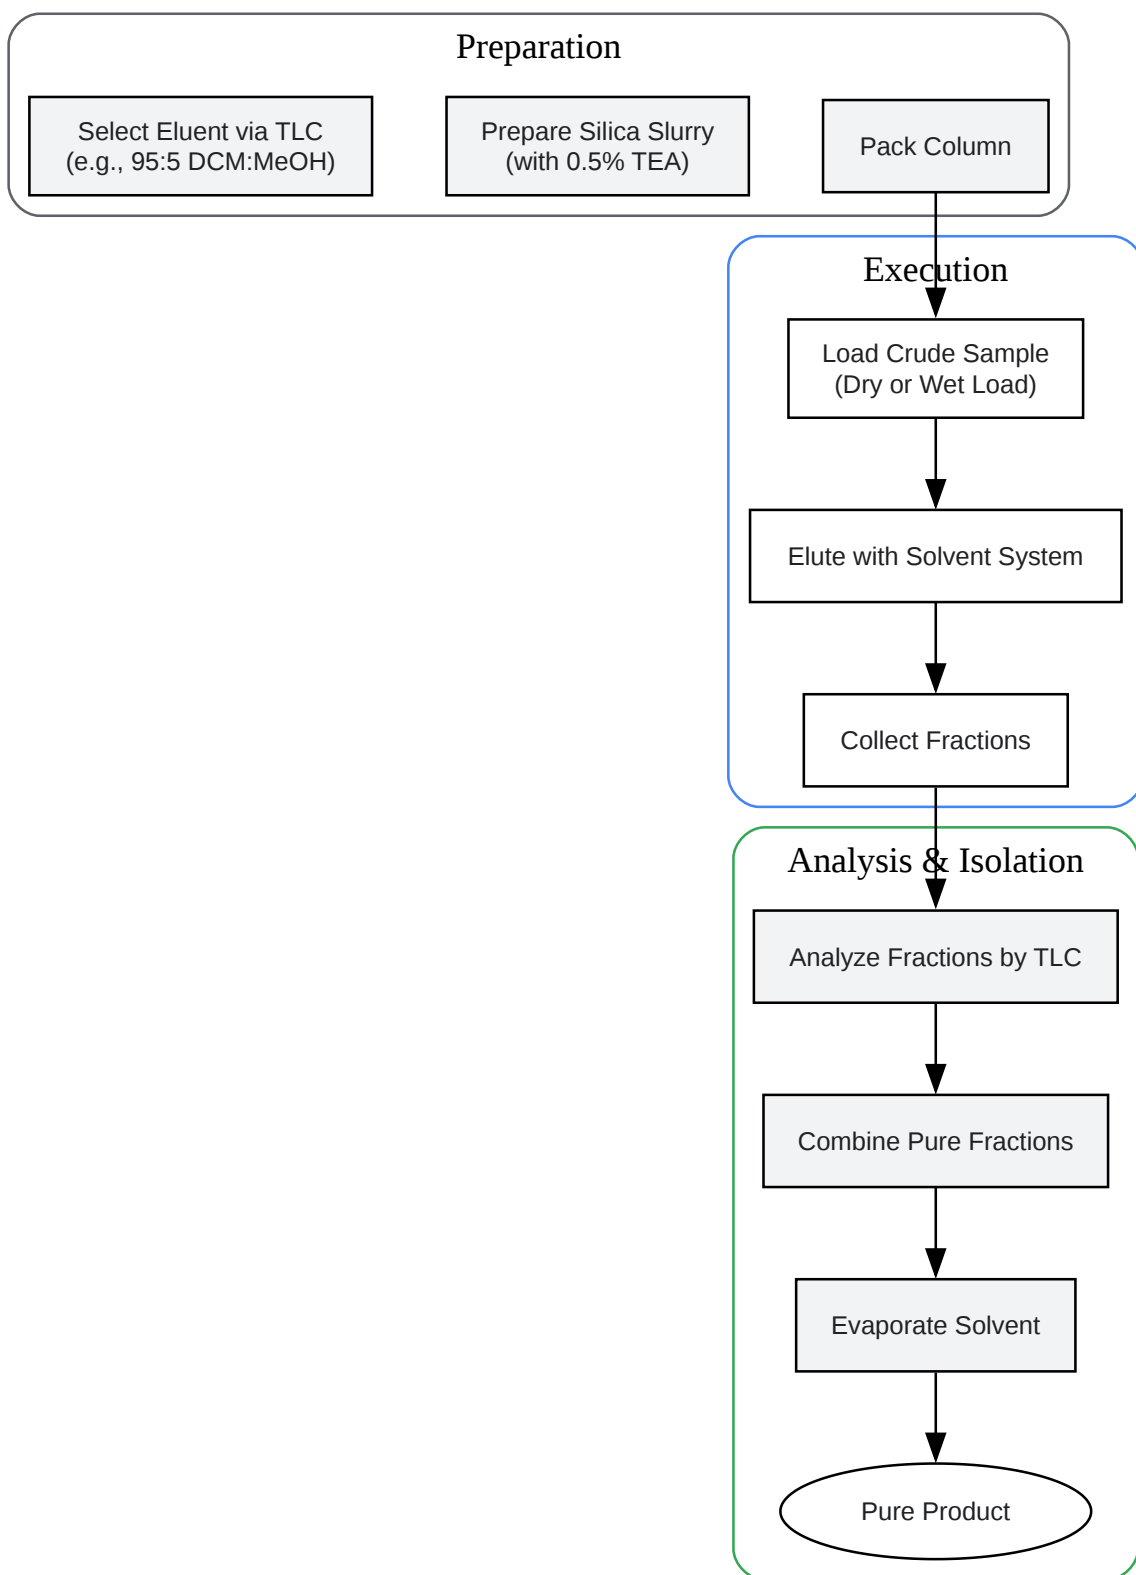 Preparation
Select Eluent via TLC
(e.g., 95:5 DCM:MeOH)
Prepare Silica Slurry
(with 0.5% TEA)
Pack Column
Execution
Load Crude Sample
(Dry or Wet Load)
Elute with Solvent System
Collect Fractions
Analysis & Isolation
Analyze Fractions by TLC
Combine Pure Fractions
Evaporate Solvent
Pure Product